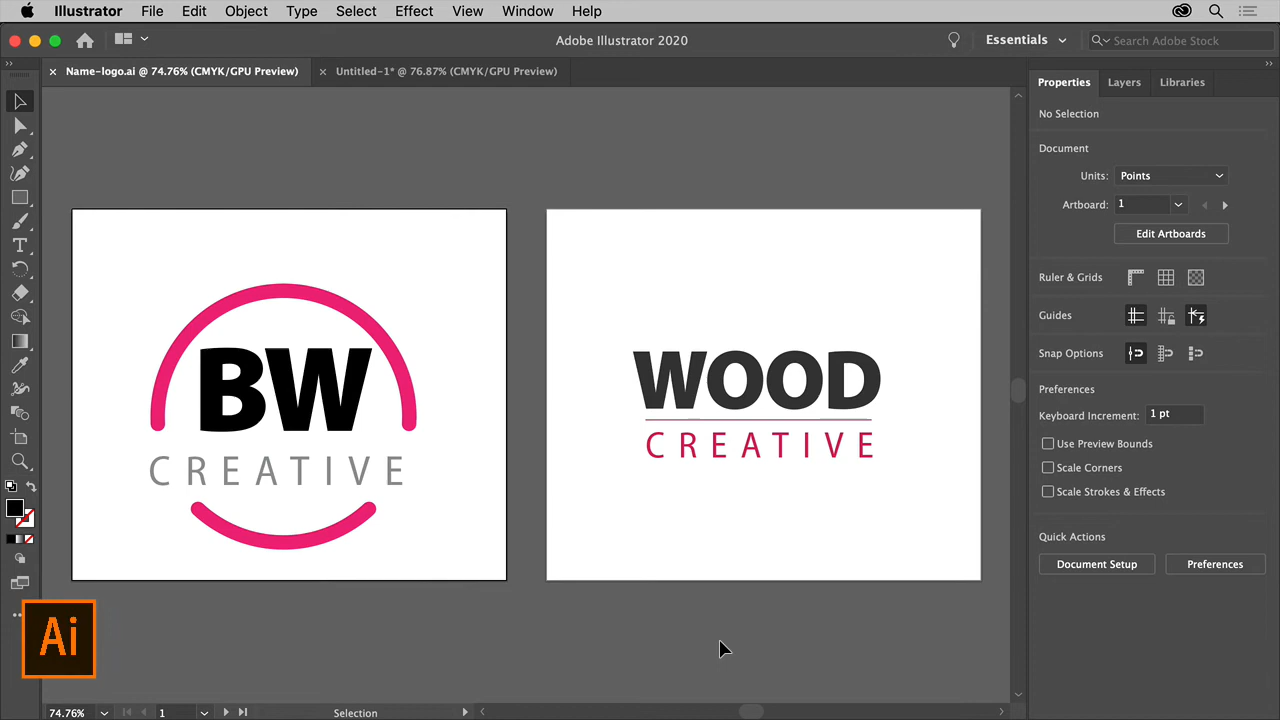 Illustrator File Edit Object Type Select Effect View Window Help
Adobe Illustrator 2020
Essentials
Search Adobe Stock
× Name-logo.ai @ 74.76% (CMYK/GPU Preview)
× Untitled-1* @ 76.87% (CMYK/GPU Preview)
Properties Layers Libraries
No Selection
Document
Units: Points
Artboard: 1
Edit Artboards
Ruler & Grids
Guides
Snap Options
Preferences
Keyboard Increment: 1 pt
Use Preview Bounds
Scale Corners
Scale Strokes & Effects
Quick Actions
Document Setup Preferences
BW
CREATIVE
WOOD
CREATIVE
Ai
74.76% 1 Selection